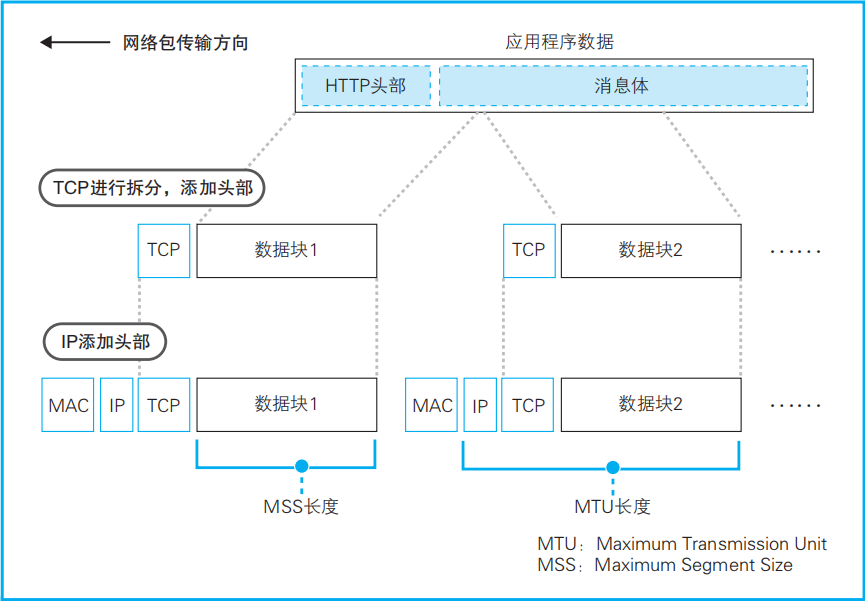 网络包传输方向
应用程序数据
HTTP头部 消息体
TCP进行拆分，添加头部
TCP 数据块1 TCP 数据块2 ······
IP添加头部
MAC IP TCP 数据块1 MAC IP TCP 数据块2 ······
MSS长度 MTU长度
MTU：Maximum Transmission Unit
MSS：Maximum Segment Size